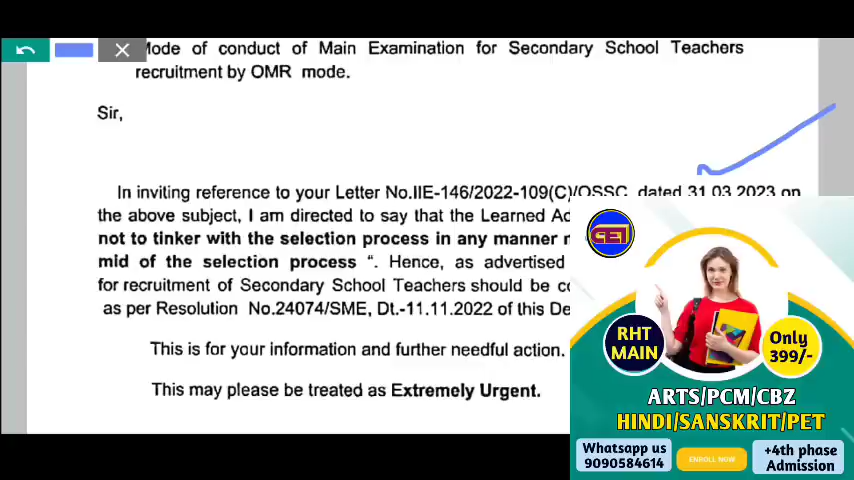 Mode of conduct of Main Examination for Secondary School Teachers
recruitment by OMR mode.
Sir,
In inviting reference to your Letter No.IIE-146/2022-109(C)/OSSC, dated 31.03.2023 on
the above subject, I am directed to say that the Learned
not to tinker with the selection process in any manner
mid of the selection process “. Hence, as advertised
for recruitment of Secondary School Teachers should be
as per Resolution No.24074/SME, Dt.-11.11.2022 of this
This is for your information and further needful action.
This may please be treated as Extremely Urgent.
CET
RHT
MAIN
Only
399/-
ARTS/PCM/CBZ
HINDI/SANSKRIT/PET
Whatsapp us
9090584614
ENROLL NOW
+4th phase
Admission